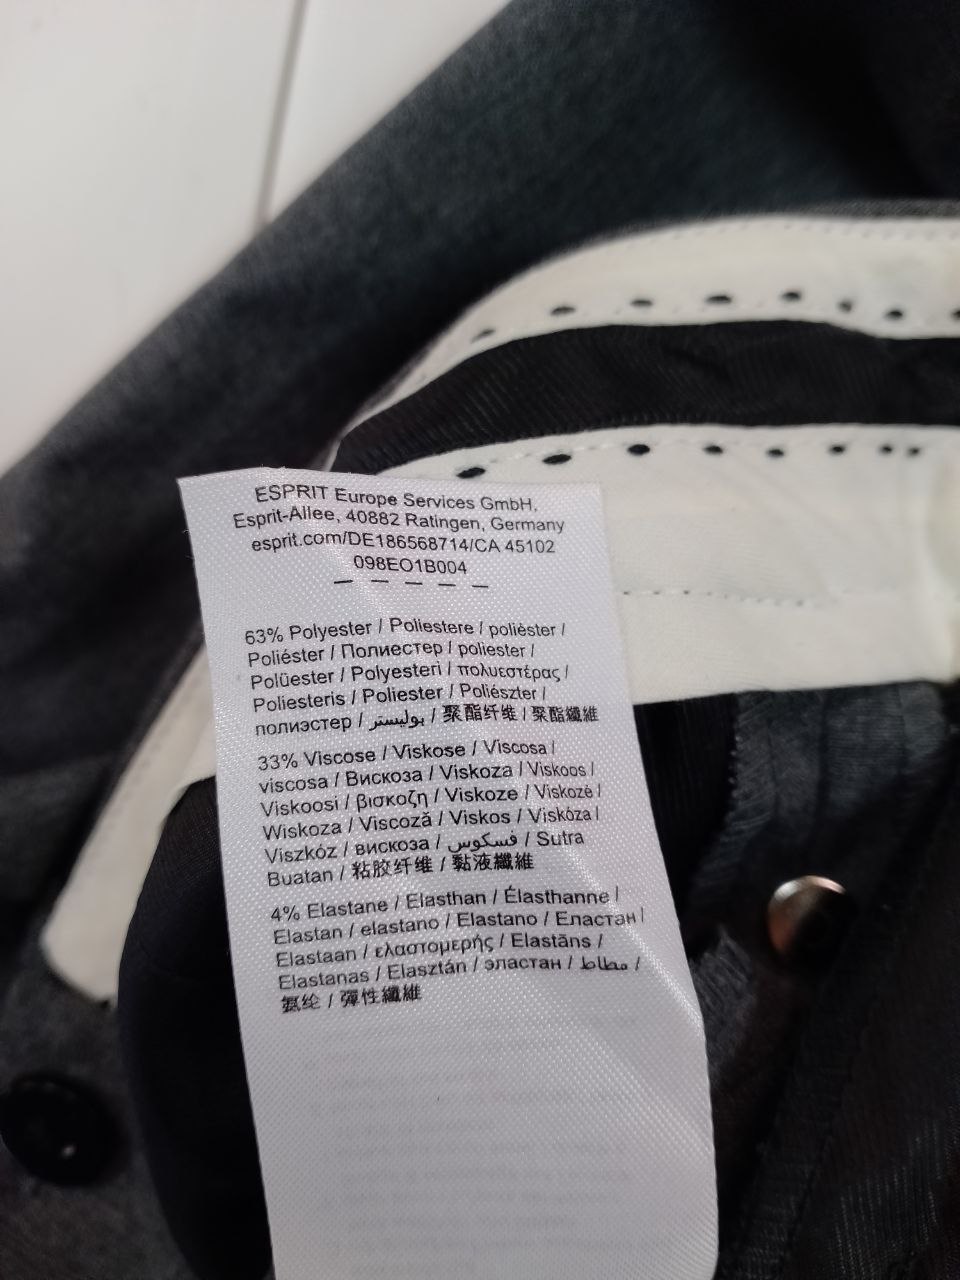 ESPRIT Europe Services GmbH,
Esprit-Allee, 40882 Ratingen, Germany
esprit.com/DE186568714/CA 45102
098EO1B004
63% Polyester / Poliestere / poliéster /
Poliéster / Полиестер / poliester /
Polüester / Polyesteri / πολυεστέρας /
Poliesteris / Poliester / Poliészter /
полиэстер / بوليستر / 聚酯纤维 / 聚酯纖維
33% Viscose / Viskose / Viscosa /
viscosa / Вискоза / Viskoza / Viskoos /
Viskoosi / βισκοζη / Viskoze / Viskozė /
Wiskoza / Viscoză / Viskos / Viskóza /
Viszkóz / вискоза / فسكوس / Sutra
Buatan / 粘胶纤维 / 黏液纖維
4% Elastane / Elasthan / Élasthanne /
Elastan / elastano / Elastano / Еластан /
Elastaan / ελαστομερής / Elastāns /
Elastanas / Elasztán / эластан / مطاط /
氨纶 / 彈性纖維